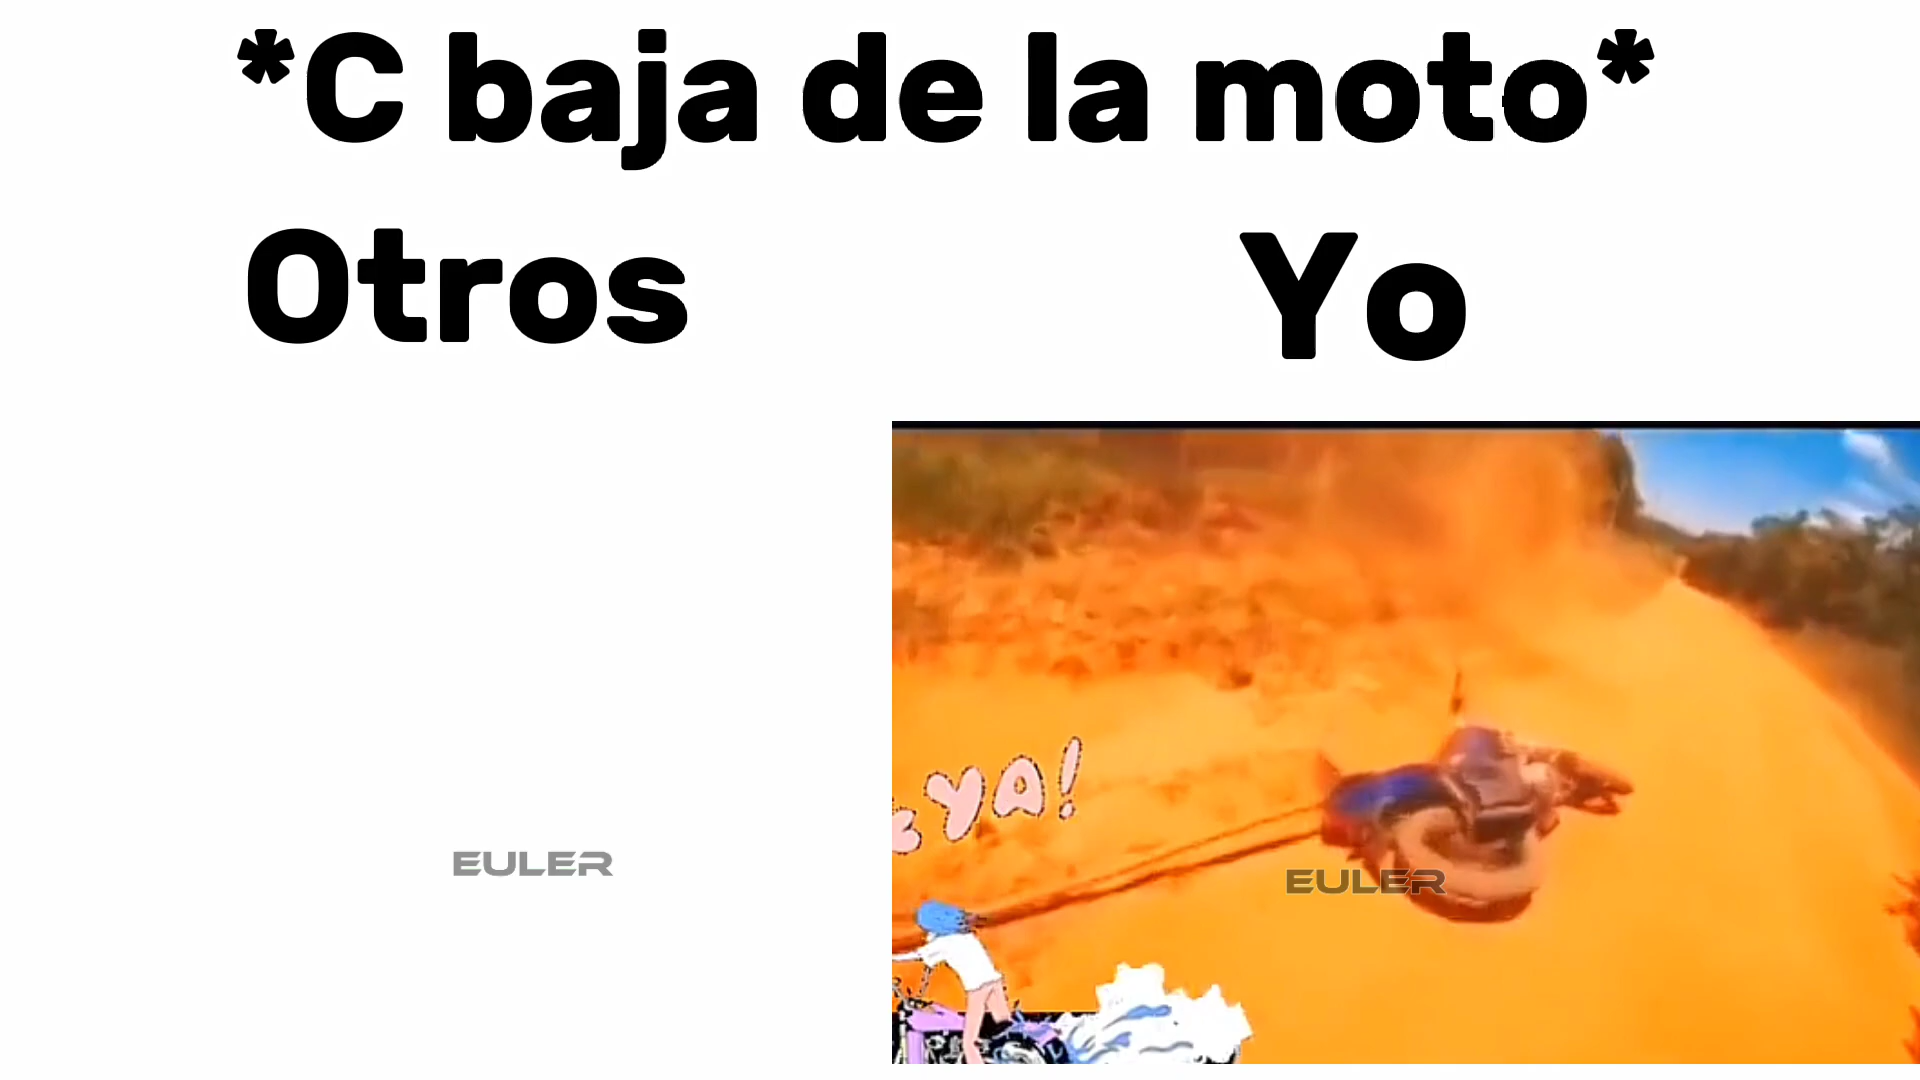 *C baja de la moto*
Otros
Yo
YA!
EULER
EULER